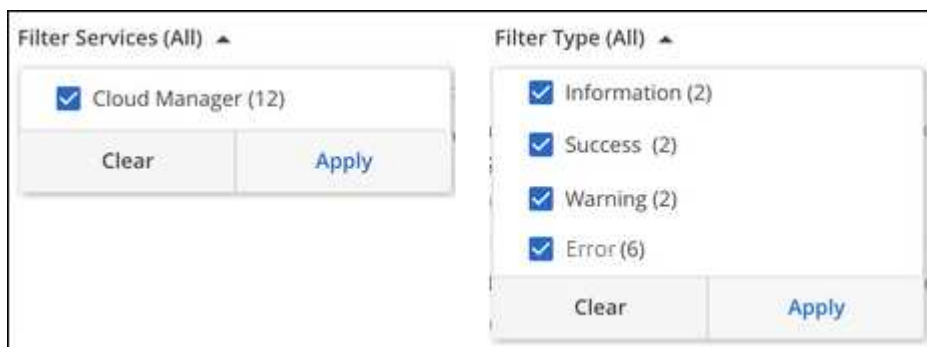 Filter Services (All)
Cloud Manager (12)
Clear Apply
Filter Type (All)
Information (2)
Success (2)
Warning (2)
Error (6)
Clear Apply